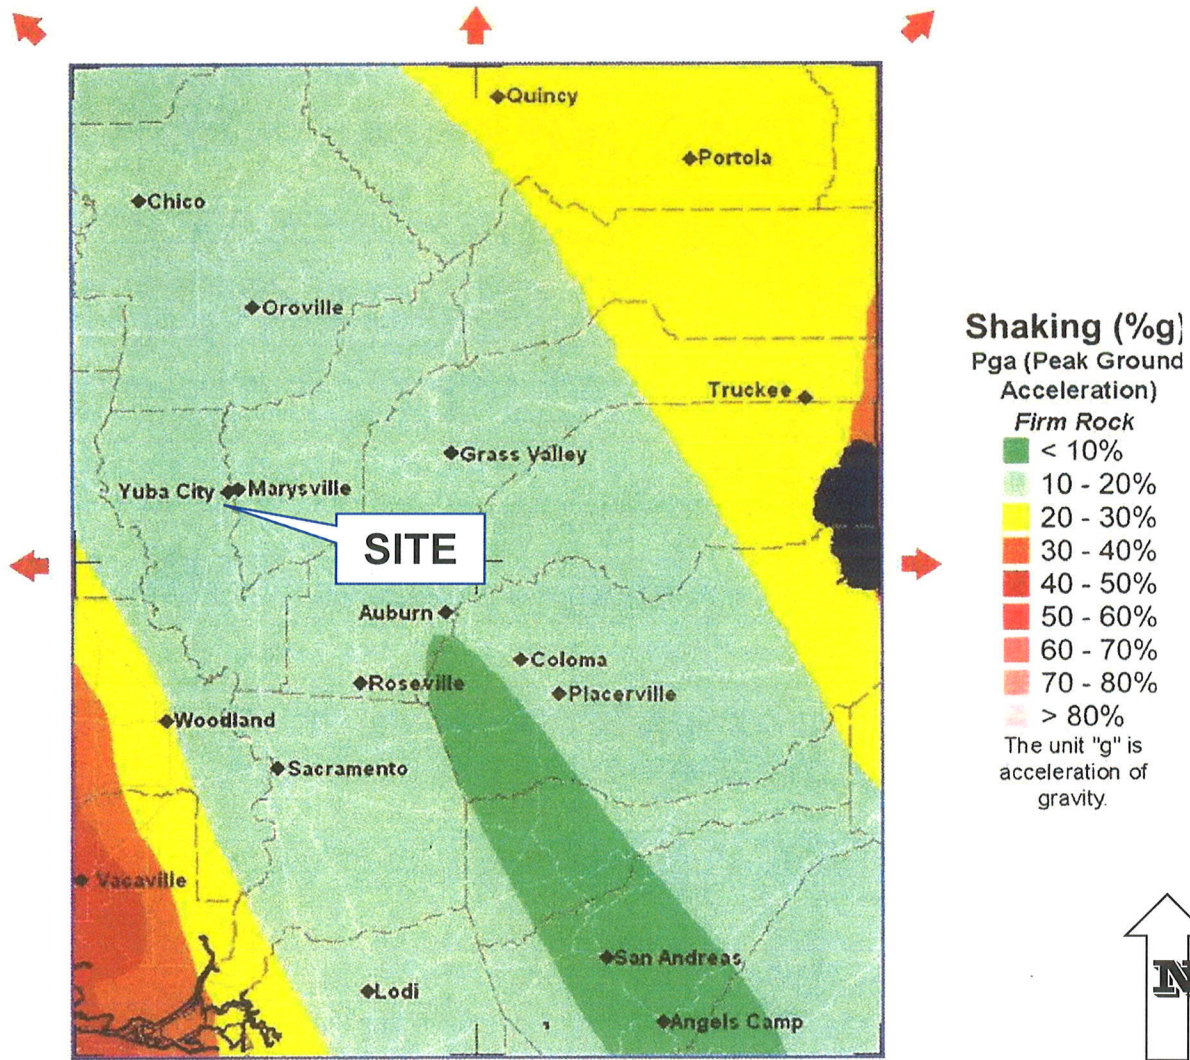 Quincy
Portola
Chico
Oroville
Truckee
Grass Valley
Yuba City
Marysville
SITE
Auburn
Coloma
Roseville
Placerville
Woodland
Sacramento
Vacaville
San Andreas
Lodi
Angels Camp
Shaking (%g)
Pga (Peak Ground
Acceleration)
Firm Rock
< 10%
10 - 20%
20 - 30%
30 - 40%
40 - 50%
50 - 60%
60 - 70%
70 - 80%
> 80%
The unit "g" is
acceleration of
gravity.
N